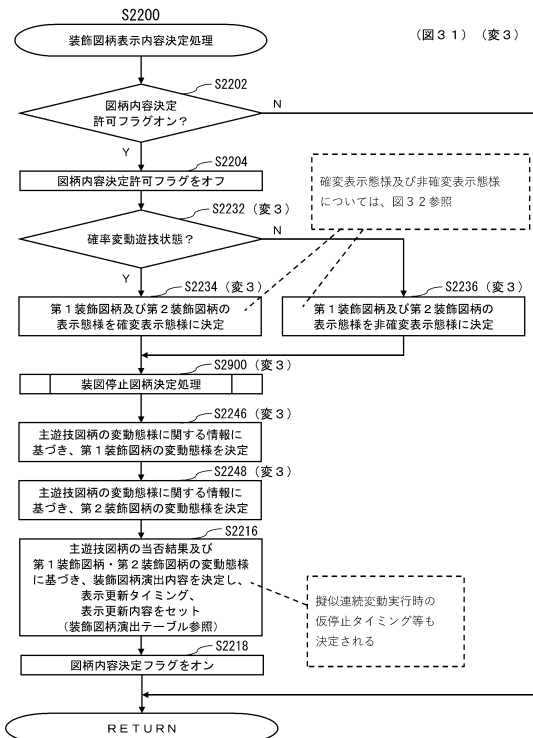 S2200
装飾図柄表示内容決定処理
（図３１）（変３）
S2202
図柄内容決定
許可フラグオン？
N
Y
S2204
図柄内容決定許可フラグをオフ
確変表示態様及び非確変表示態様
については、図３２参照
S2232（変３）
確率変動遊技状態？
N
Y
S2234（変３）
第１装飾図柄及び第２装飾図柄の
表示態様を確変表示態様に決定
S2236（変３）
第１装飾図柄及び第２装飾図柄の
表示態様を非確変表示態様に決定
S2900（変３）
装図停止図柄決定処理
S2246（変３）
主遊技図柄の変動態様に関する情報に
基づき、第１装飾図柄の変動態様を決定
S2248（変３）
主遊技図柄の変動態様に関する情報に
基づき、第２装飾図柄の変動態様を決定
S2216
主遊技図柄の当否結果及び
第１装飾図柄・第２装飾図柄の変動態様
に基づき、装飾図柄演出内容を決定し、
表示更新タイミング、
表示更新内容をセット
（装飾図柄演出テーブル参照）
擬似連続変動実行時の
仮停止タイミング等も
決定される
S2218
図柄内容決定フラグをオン
ＲＥＴＵＲＮ